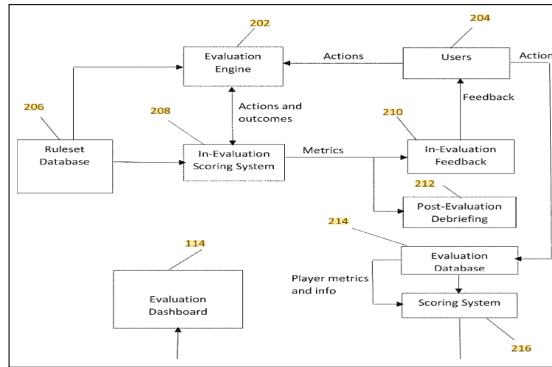 202
204
Evaluation
Engine
Actions
Users
Action
206
208
Actions and
outcomes
210
Feedback
Ruleset
Database
In-Evaluation
Scoring System
Metrics
In-Evaluation
Feedback
212
Post-Evaluation
Debriefing
214
114
Evaluation
Database
Player metrics
and info
Evaluation
Dashboard
Scoring System
216